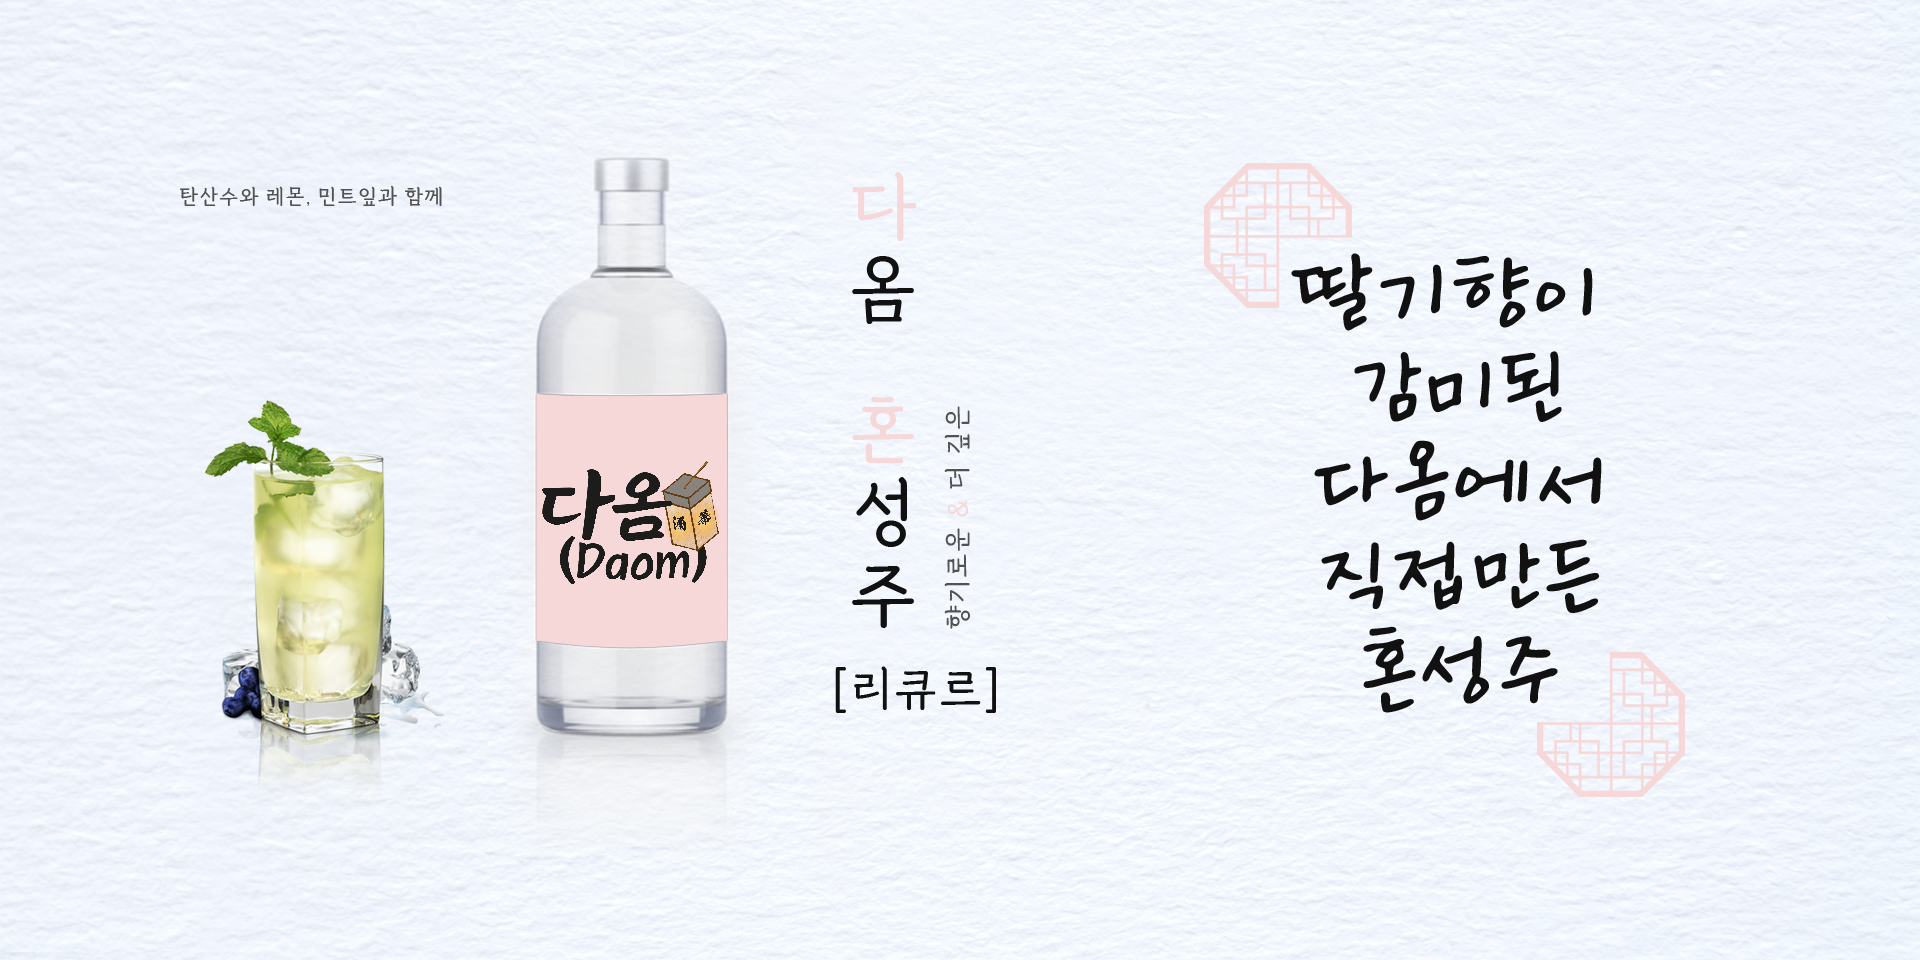 탄산수와 레몬, 민트잎과 함께
다옴
(Daom)
다
옴
혼
성
주
향기로운 & 더 깊은
[리큐르]
딸기향이
감미된
다옴에서
직접만든
혼성주